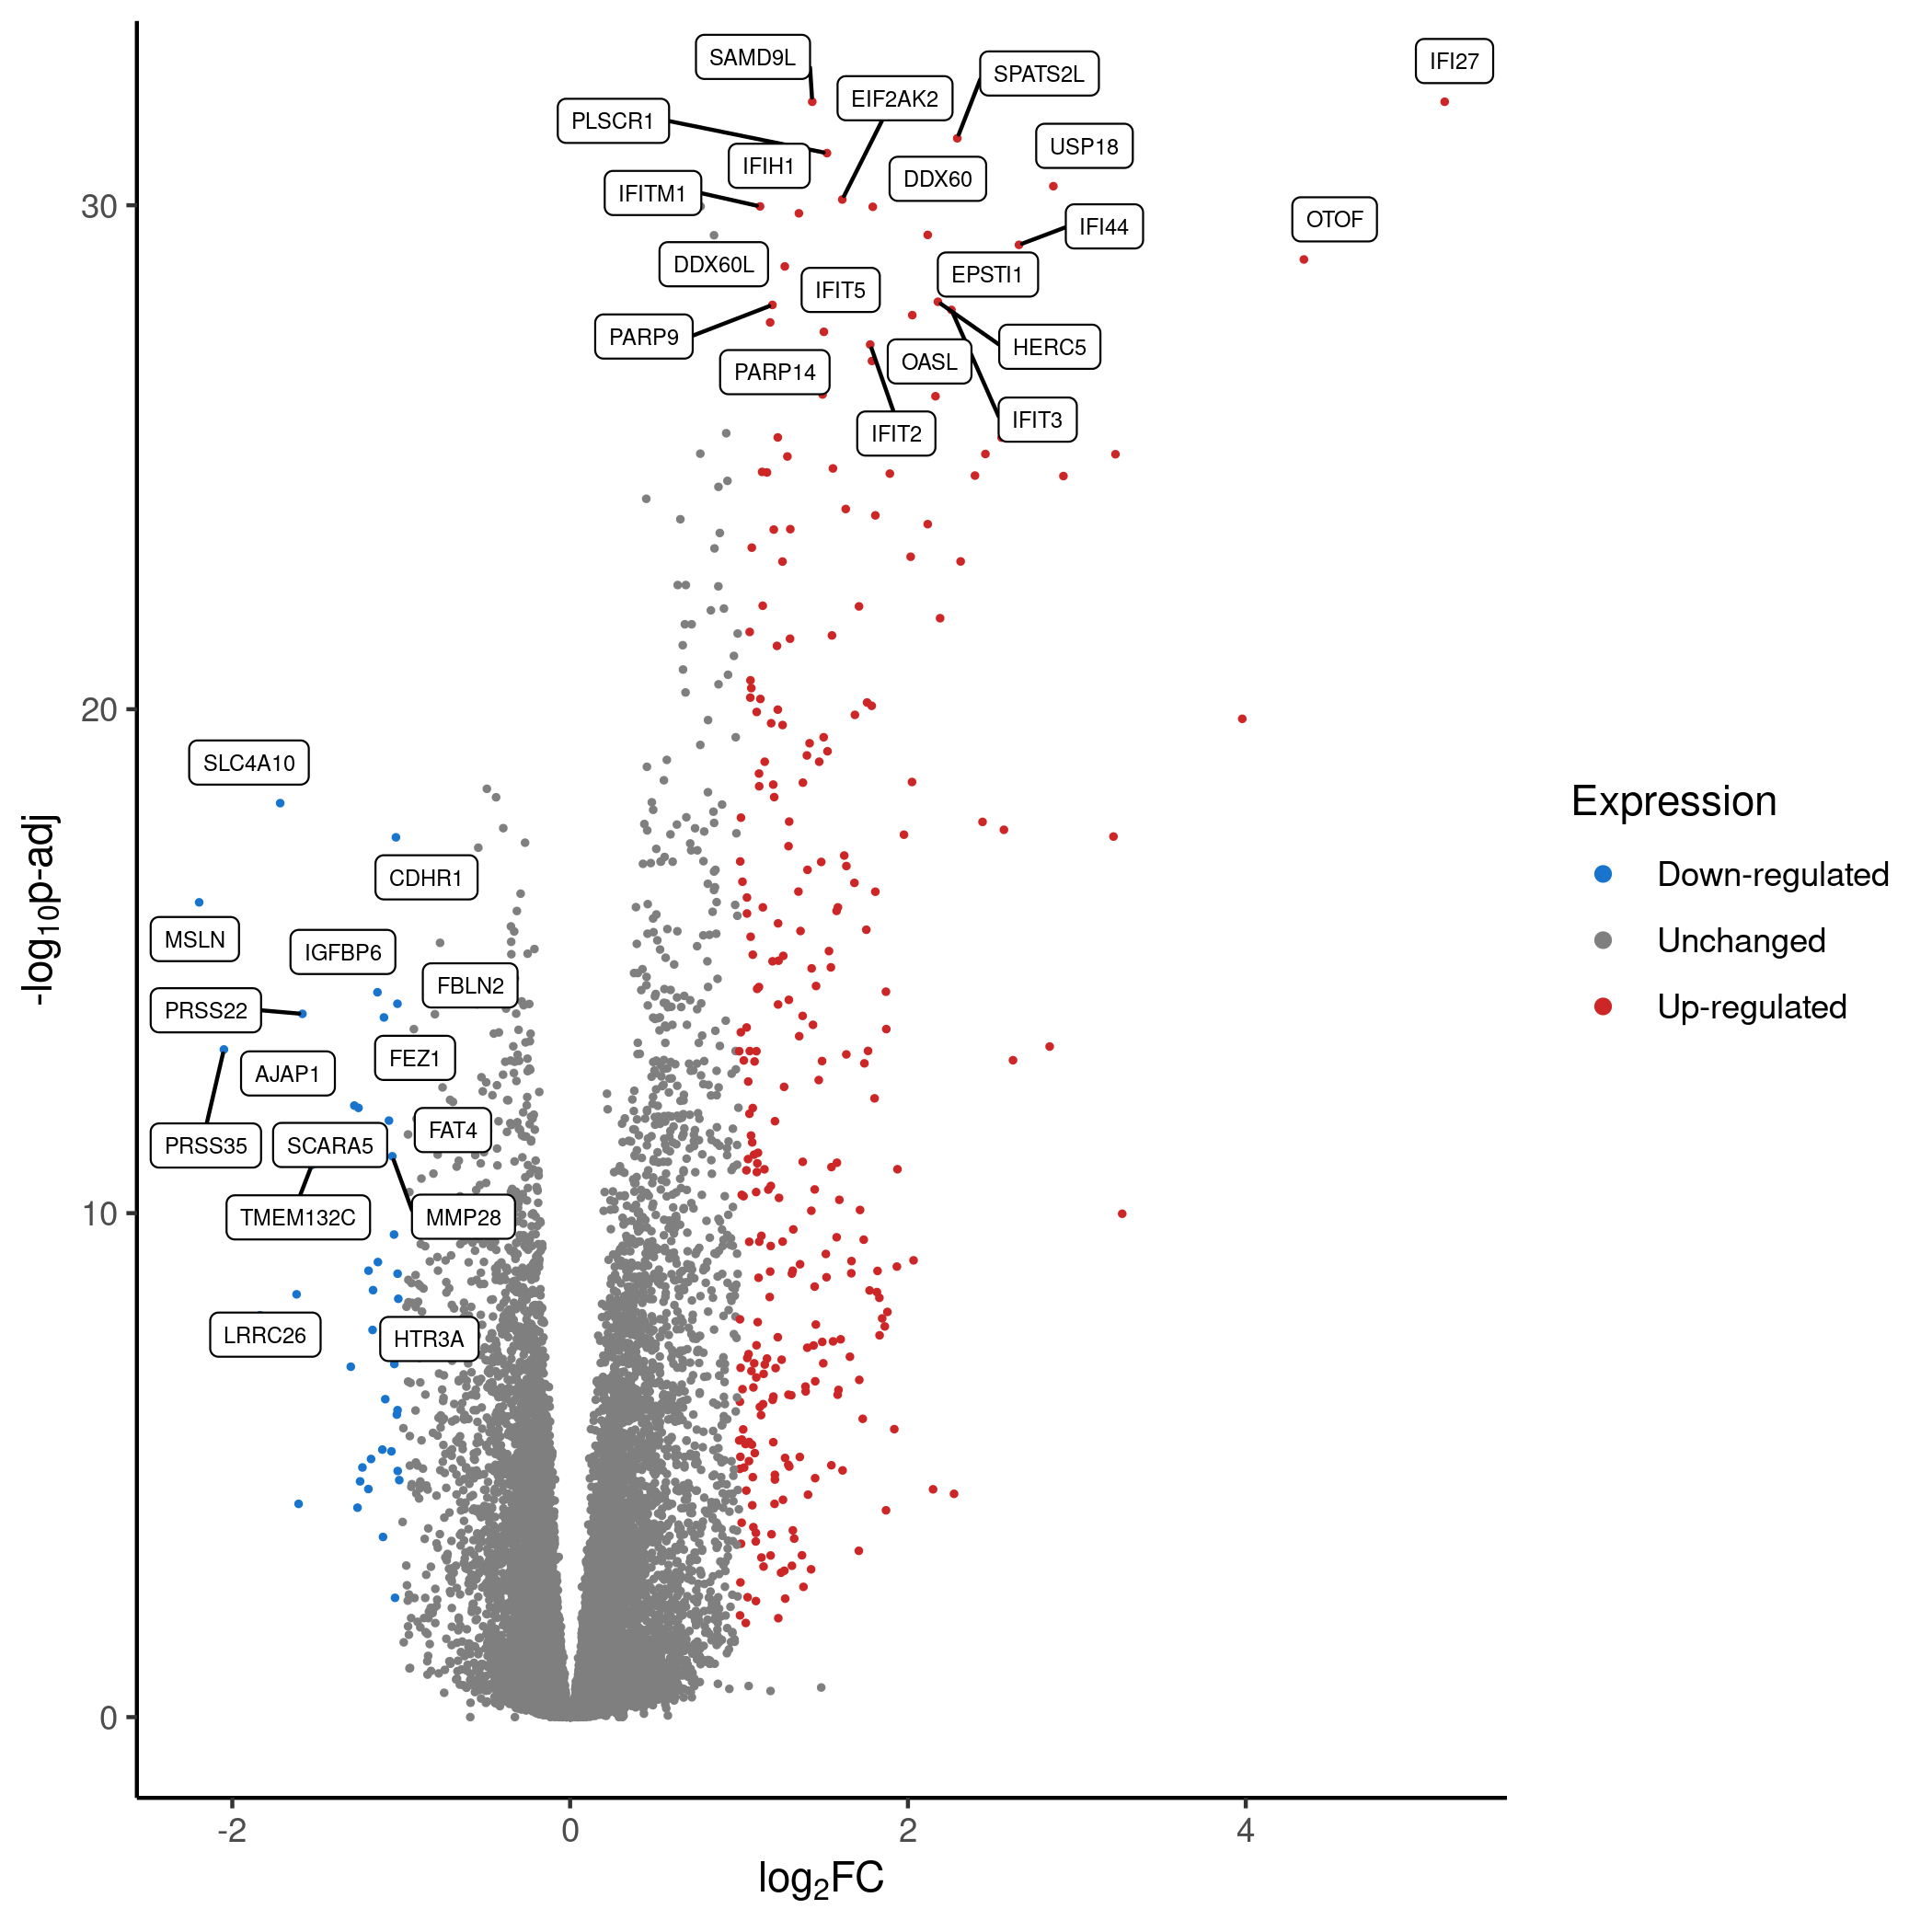 SAMD9L
SPATS2L
IFI27
EIF2AK2
PLSCR1
USP18
IFIH1
DDX60
IFITM1
OTOF
IFI44
DDX60L
EPSTI1
IFIT5
PARP9
HERC5
OASL
PARP14
IFIT3
IFIT2
SLC4A10
CDHR1
MSLN
IGFBP6
FBLN2
PRSS22
FEZ1
AJAP1
FAT4
PRSS35
SCARA5
TMEM132C
MMP28
LRRC26
HTR3A
30
20
10
0
-log10p-adj
-2
0
2
4
log2FC
Expression
Down-regulated
Unchanged
Up-regulated